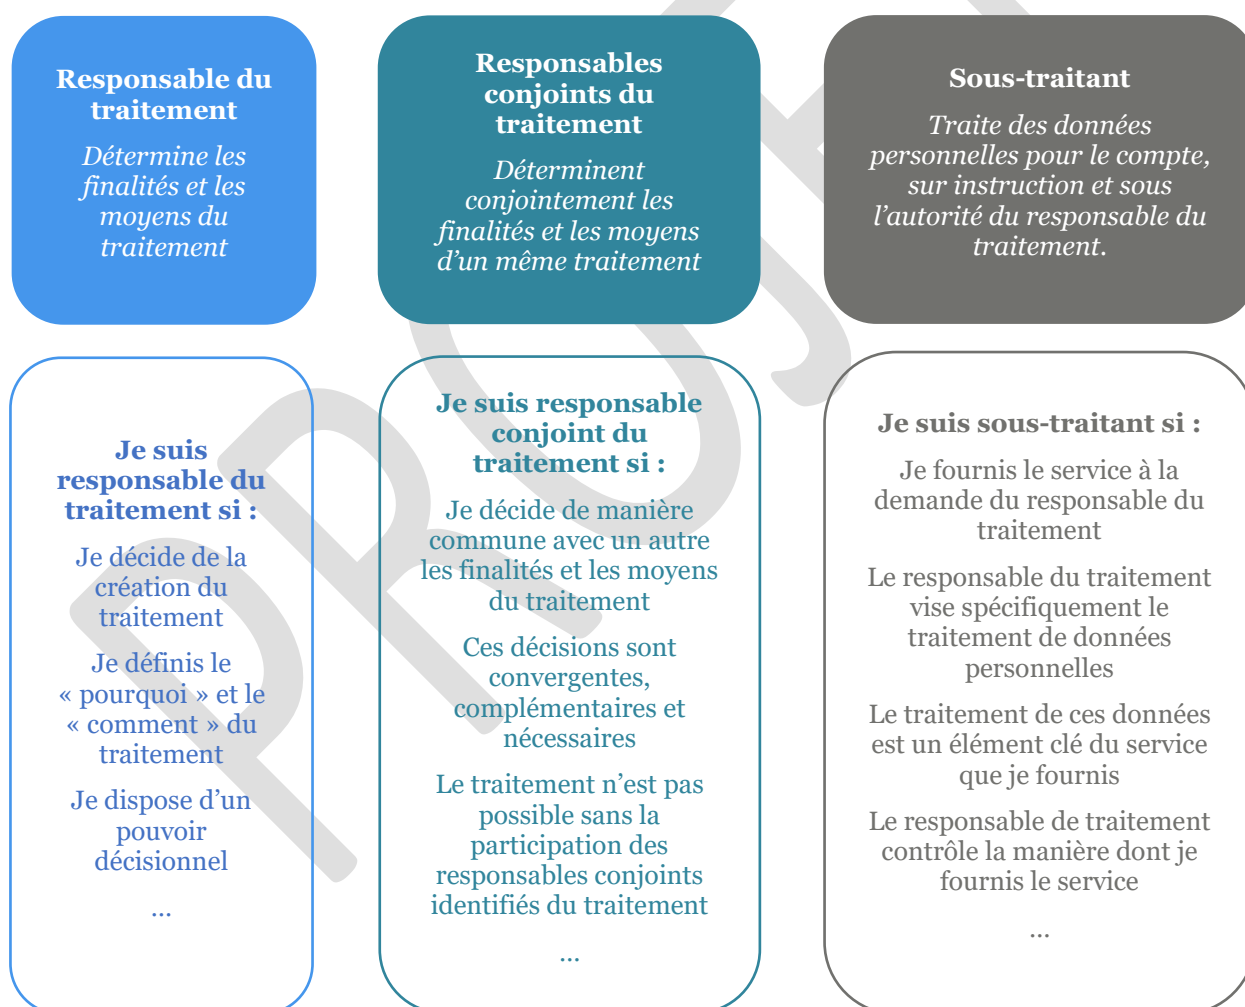 Responsable du
traitement
Détermine les
finalités et les
moyens du
traitement
Responsables
conjoints du
traitement
Déterminent
conjointement les
finalités et les moyens
d’un même traitement
Sous-traitant
Traite des données
personnelles pour le compte,
sur instruction et sous
l’autorité du responsable du
traitement.
Je suis
responsable du
traitement si :
Je décide de la
création du
traitement
Je définis le
« pourquoi » et le
« comment » du
traitement
Je dispose d’un
pouvoir
décisionnel
…
Je suis responsable
conjoint du
traitement si :
Je décide de manière
commune avec un autre
les finalités et les moyens
du traitement
Ces décisions sont
convergentes,
complémentaires et
nécessaires
Le traitement n’est pas
possible sans la
participation des
responsables conjoints
identifiés du traitement
…
Je suis sous-traitant si :
Je fournis le service à la
demande du responsable du
traitement
Le responsable du traitement
vise spécifiquement le
traitement de données
personnelles
Le traitement de ces données
est un élément clé du service
que je fournis
Le responsable de traitement
contrôle la manière dont je
fournis le service
…